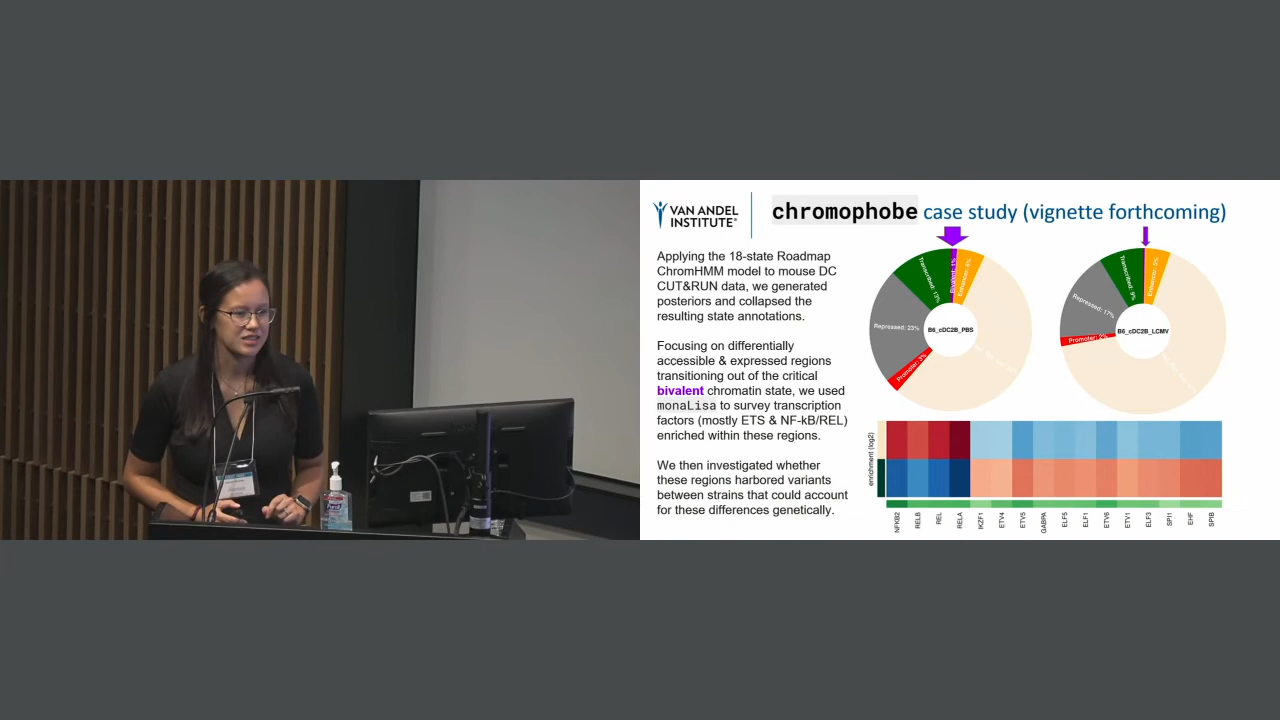 VAN ANDEL
INSTITUTE®
chromophobe case study (vignette forthcoming)
Applying the 18-state Roadmap
ChromHMM model to mouse DC
CUT&RUN data, we generated
posteriors and collapsed the
resulting state annotations.
Focusing on differentially
accessible & expressed regions
transitioning out of the critical
bivalent chromatin state, we used
monaLisa to survey transcription
factors (mostly ETS & NF-kB/REL)
enriched within these regions.
We then investigated whether
these regions harbored variants
between strains that could account
for these differences genetically.
Transcribed: 13%
Bivalent: 1%
Repressed: 23%
Promoter: 3%
B6_cDC2B_PBS
Transcribed: 9%
Enhancer: 5%
Repressed: 17%
B6_cDC2B_LCMV
enrichment (log2)
NFKB2
RELB
REL
RELA
IKZF1
ETV4
ETV5
GABPA
ELF5
ELF1
ETV6
ETV1
ELF3
SPI1
EHF
SPIB